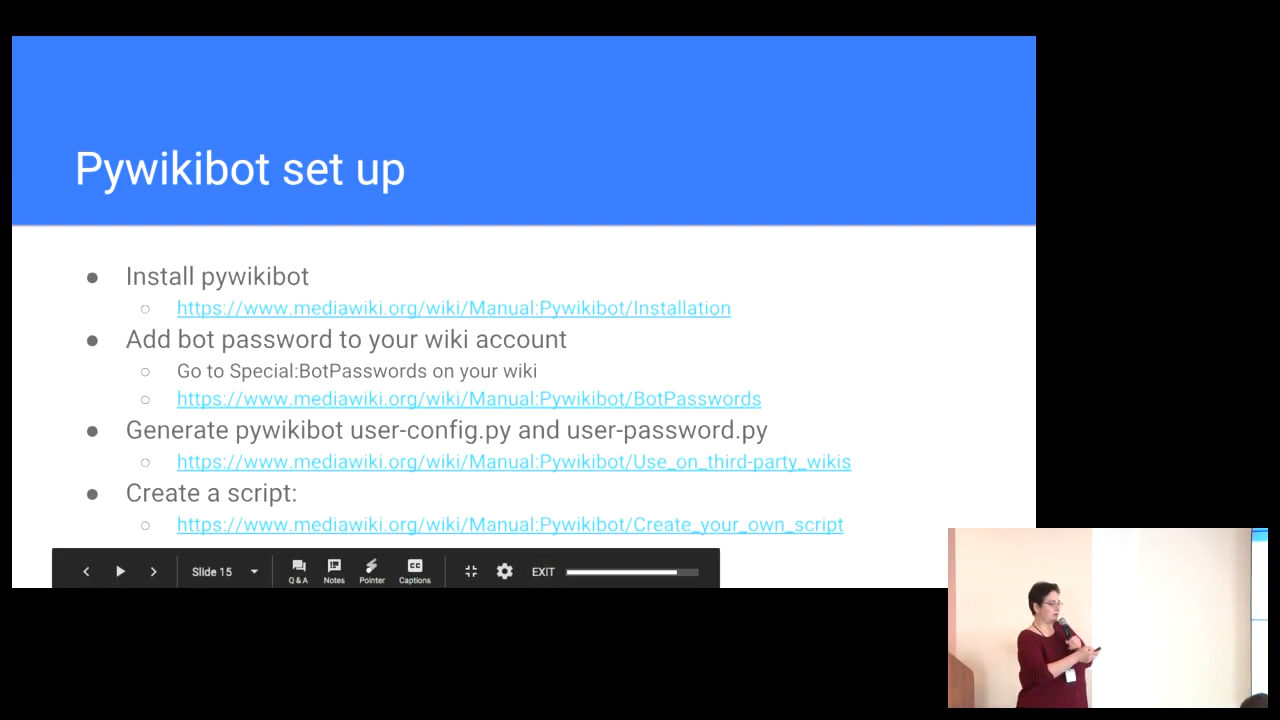 Pywikibot set up
● Install pywikibot
○ https://www.mediawiki.org/wiki/Manual:Pywikibot/Installation
● Add bot password to your wiki account
○ Go to Special:BotPasswords on your wiki
○ https://www.mediawiki.org/wiki/Manual:Pywikibot/BotPasswords
● Generate pywikibot user-config.py and user-password.py
○ https://www.mediawiki.org/wiki/Manual:Pywikibot/Use_on_third-party_wikis
● Create a script:
○ https://www.mediawiki.org/wiki/Manual:Pywikibot/Create_your_own_script
Slide 15 Q & A Notes Pointer CC Captions EXIT